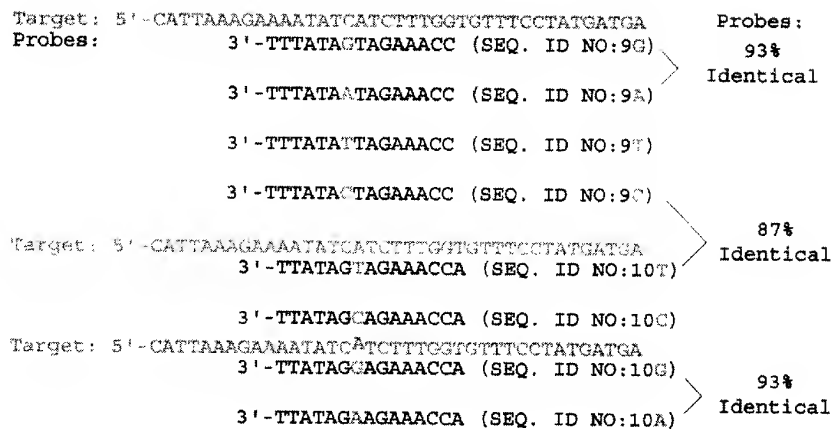 Target: 5'-CATTAAAGAAAATATCATCTTTGGTGTTTCCTATGATGA Probes:
Probes: 3'-TTTATAGTAGAAACC (SEQ. ID NO:9G) 93%
Identical
3'-TTTATAATAGAAACC (SEQ. ID NO:9A)
3'-TTTATATTAGAAACC (SEQ. ID NO:9T)
3'-TTTATACTAGAAACC (SEQ. ID NO:9C)
87%
Target: 5'-CATTAAAGAAAATATCATCTTTGGTGTTTCCTATGATGA
Identical
3'-TTATAGTAGAAACCA (SEQ. ID NO:10T)
3'-TTATAGCAGAAACCA (SEQ. ID NO:10C)
Target: 5'-CATTAAAGAAAATATCATCTTTGGTGTTTCCTATGATGA
3'-TTATAGGAGAAACCA (SEQ. ID NO:10G) 93%
Identical
3'-TTATAGAAGAAACCA (SEQ. ID NO:10A)